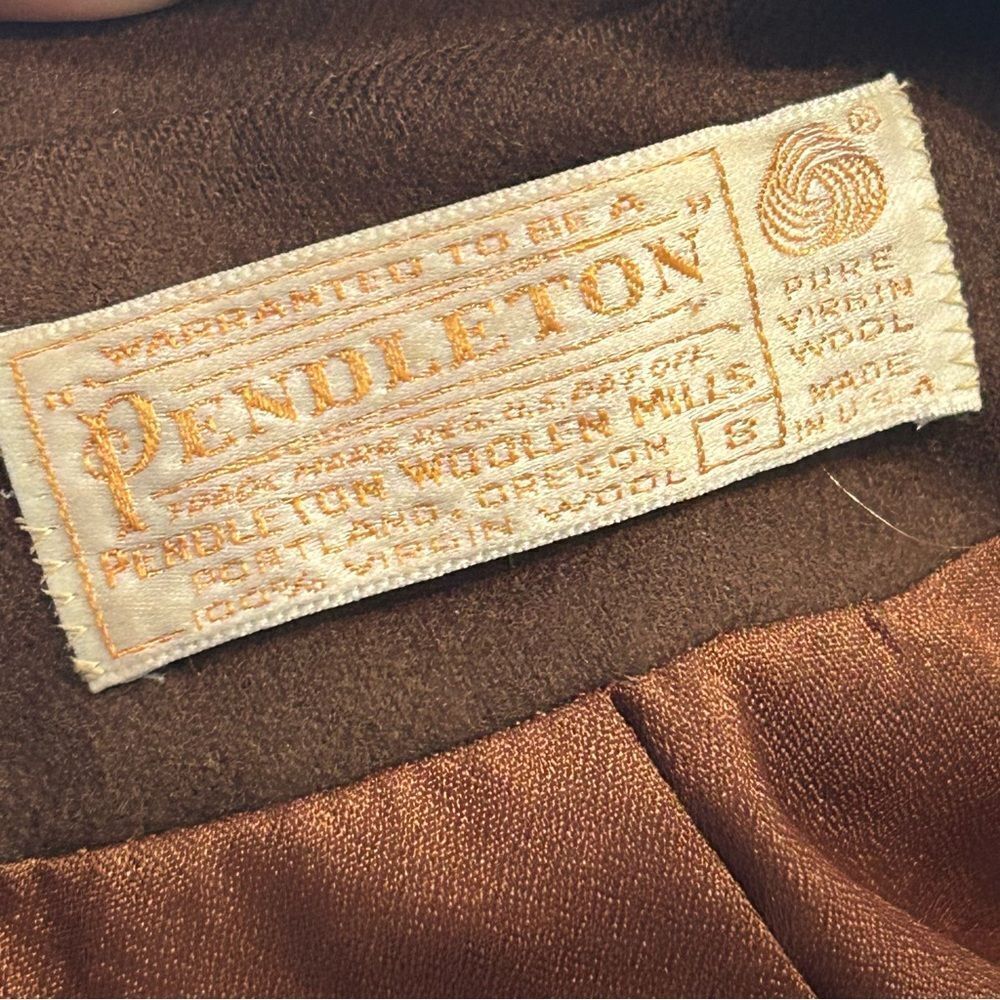 "WARRANTED TO BE A"
PENDLETON
TRADE MARK REG. U.S. PAT. OFF.
PENDLETON WOOLEN MILLS
PORTLAND, OREGON
100% VIRGIN WOOL
8
®
PURE
VIRGIN
WOOL
MADE
IN U.S.A